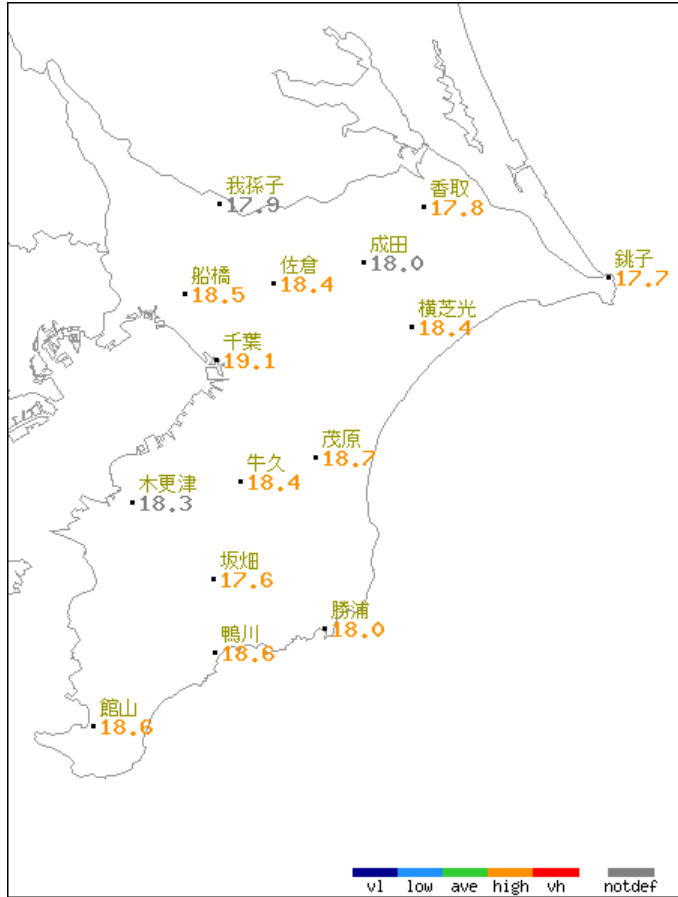 我孫子
17.9
香取
17.8
成田
18.0
銚子
17.7
船橋
18.5
佐倉
18.4
横芝光
18.4
千葉
19.1
茂原
18.7
牛久
18.4
木更津
18.3
坂畑
17.6
勝浦
18.0
鴨川
18.6
館山
18.6
vl low ave high vh notdef